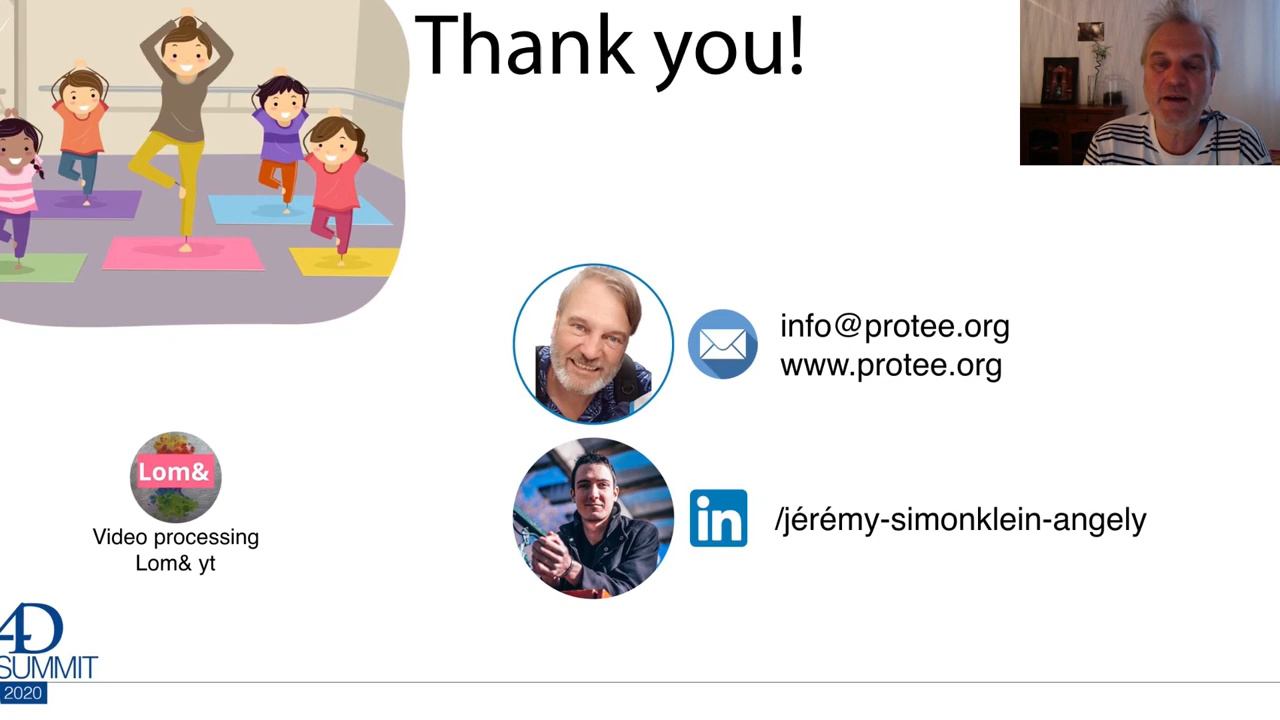 Thank you!
info@protee.org
www.protee.org
in
/jérémy-simonklein-angely
Lom&
Video processing
Lom& yt
4D
SUMMIT
2020